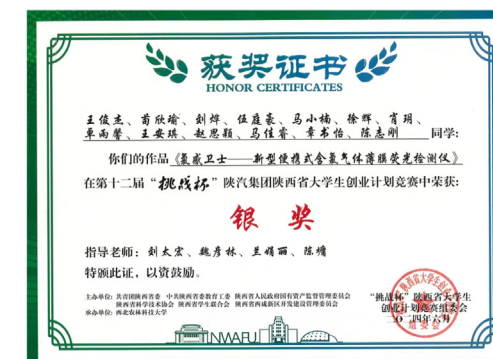 获奖证书
HONOR CERTIFICATES
王俊杰、苟欣瑜、刘烨、伍庭豪、马小楠、徐辉、肖玥、
卓雨馨、王安琪、赵思颖、马佳睿、章书怡、陈志刚 同学:
你们的作品《氯威卫士——新型便携式含氯气体薄膜荧光检测仪》
在第十二届“挑战杯”陕汽集团陕西省大学生创业计划竞赛中荣获:
银奖
指导老师: 刘太宏、魏彦林、兰娟丽、陈
特颁此证，以资鼓励。
主办单位: 共青团陕西省委 中共陕西省委教育工委 陕西省人民政府国有资产监督管理委员会
陕西省科学技术协会 陕西省学生联合会 陕西省西咸新区开发建设管理委员会
承办单位: 西北农林科技大学
“挑战杯”陕西省大学生
创业计划竞赛组委会
二〇二四年六月
NWAFU